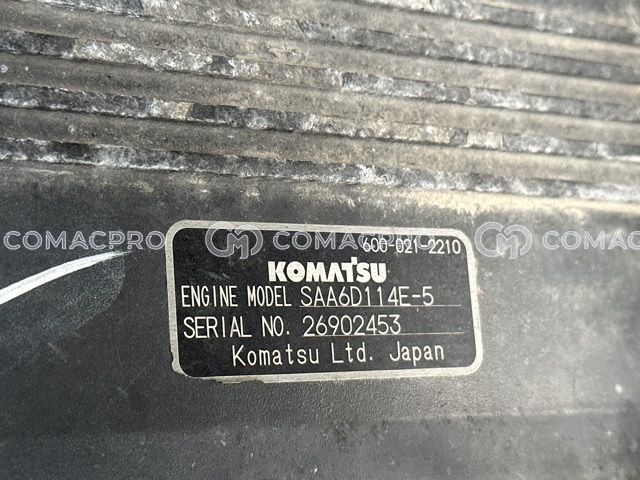 600-021-2210
COMACPRO COMACPRO COMACPRO
KOMATSU
ENGINE MODEL SAA6D114E-5
SERIAL NO. 26902453
Komatsu Ltd. Japan